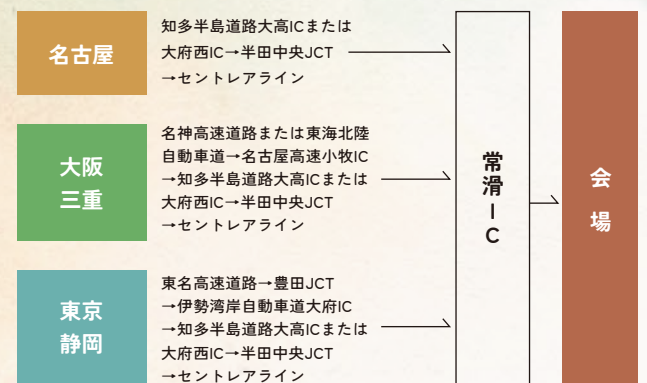 名古屋
知多半島道路大高ICまたは
大府西IC→半田中央JCT
→セントレアライン
大阪
三重
名神高速道路または東海北陸
自動車道→名古屋高速小牧IC
→知多半島道路大高ICまたは
大府西IC→半田中央JCT
→セントレアライン
東京
静岡
東名高速道路→豊田JCT
→伊勢湾岸自動車道大府IC
→知多半島道路大高ICまたは
大府西IC→半田中央JCT
→セントレアライン
常滑IC
会場